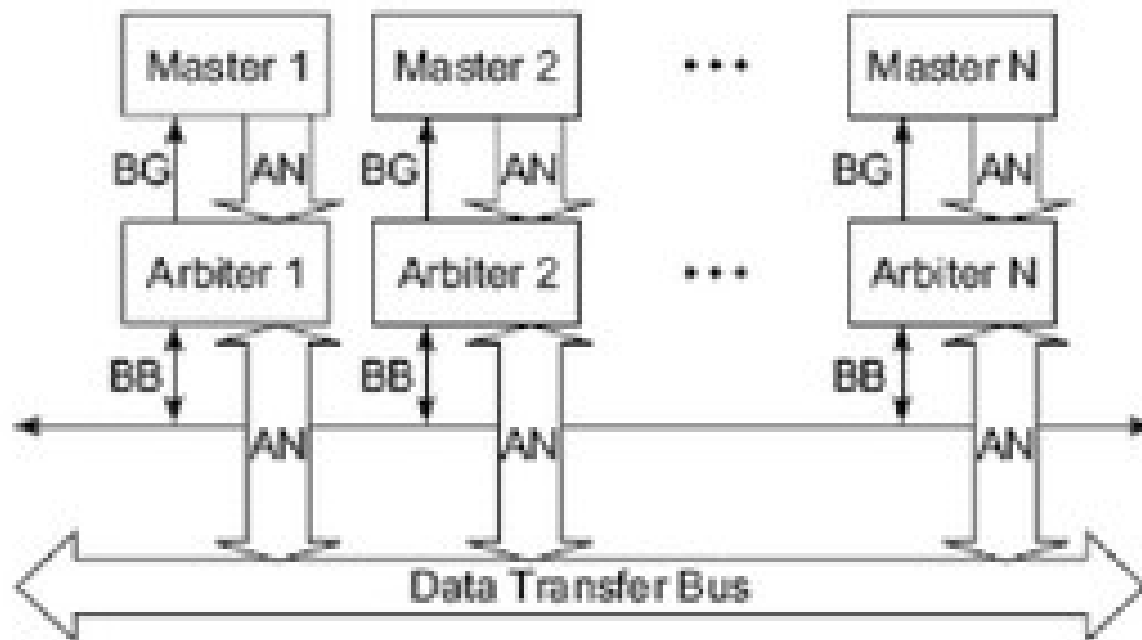 Master 1 Master 2 ••• Master N
BG AN BG AN BG AN
Arbiter 1 Arbiter 2 ••• Arbiter N
BB BB BB
AN AN AN
Data Transfer Bus